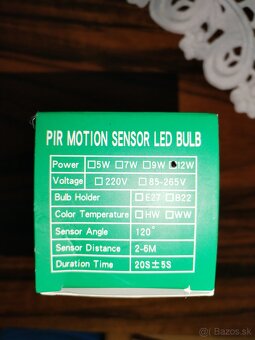 PIR MOTION SENSOR LED BULB
Power □5W □7W □9W □12W
Voltage □220V □85-265V
Bulb Holder □E27 □B22
Color Temperature □HW □WW
Sensor Angle 120°
Sensor Distance 2-6M
Duration Time 20S±5S
Bazos.sk